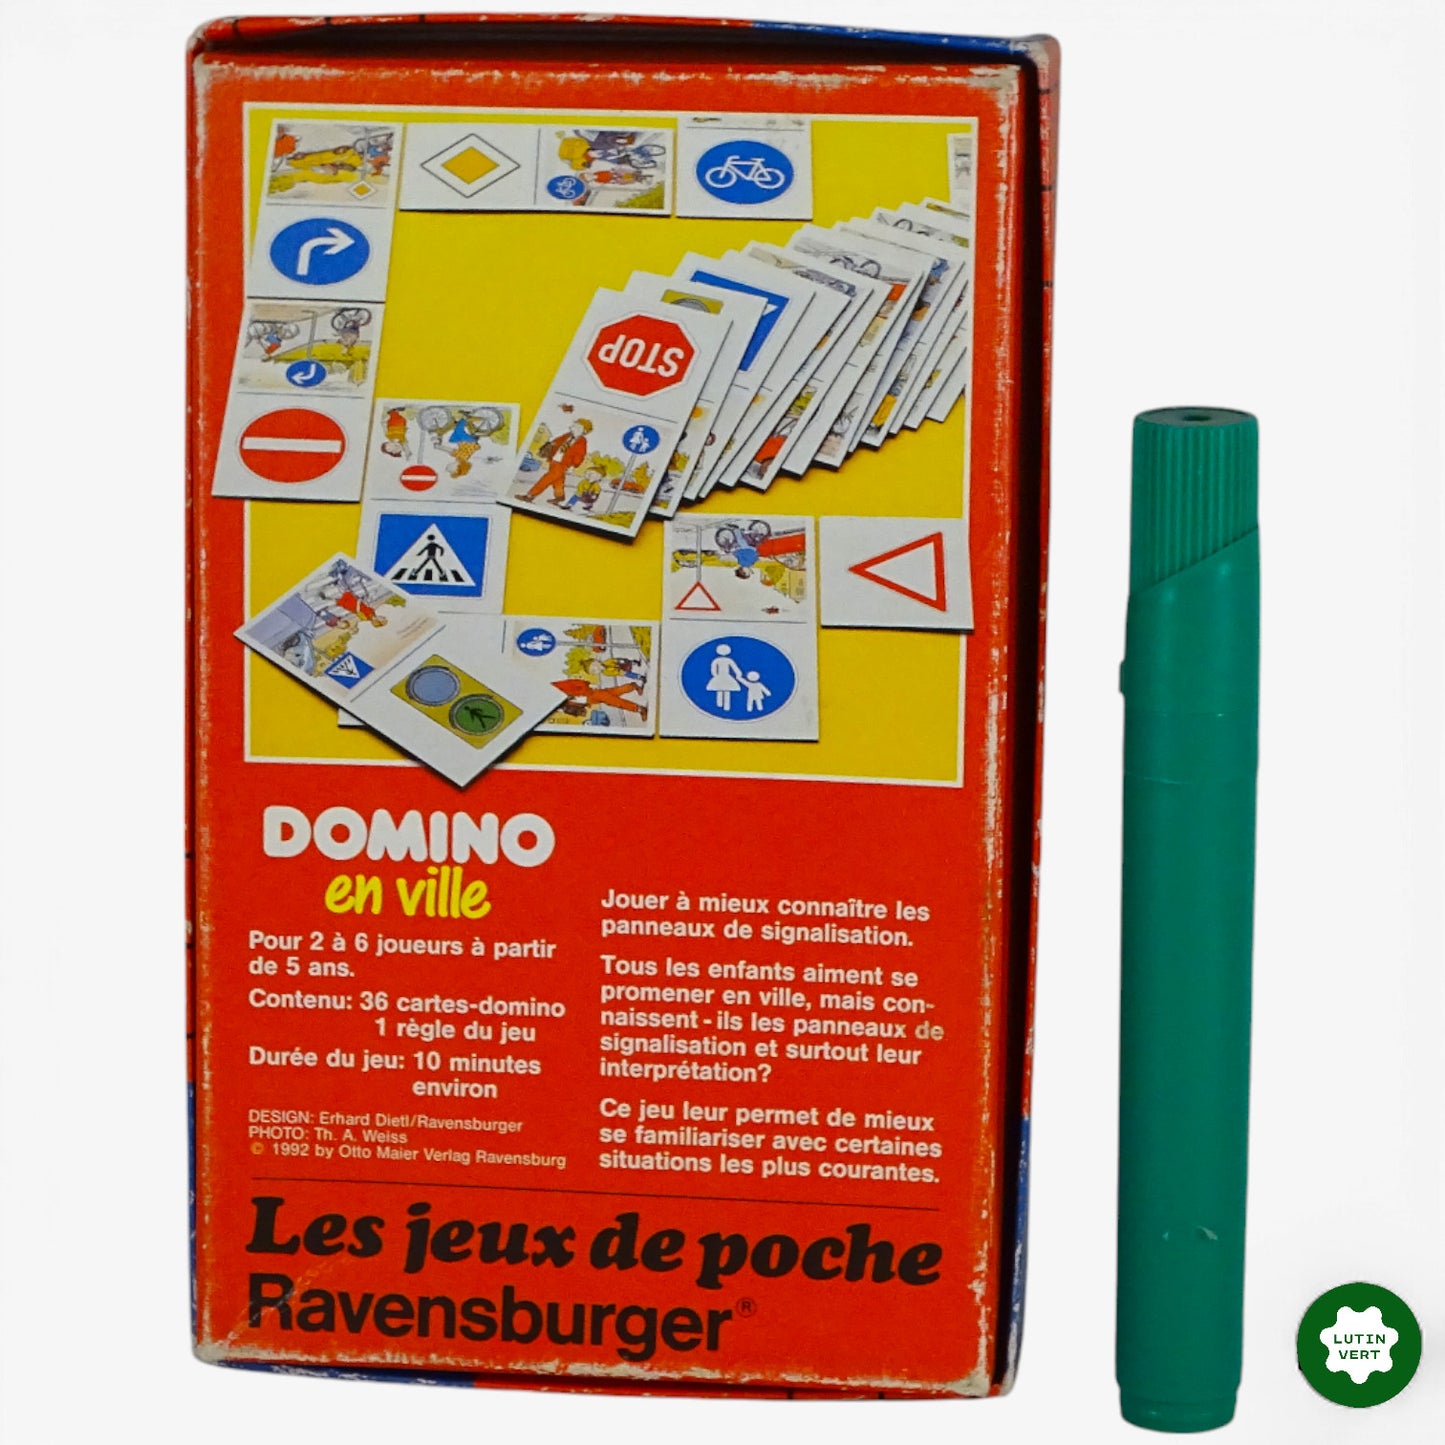 STOP
DOMINO
en ville
Pour 2 à 6 joueurs à partir
de 5 ans.
Contenu: 36 cartes-domino
1 règle du jeu
Durée du jeu: 10 minutes
environ
DESIGN: Erhard Dietl/Ravensburger
PHOTO: Th. A. Weiss
© 1992 by Otto Maier Verlag Ravensburg
Jouer à mieux connaître les
panneaux de signalisation.
Tous les enfants aiment se
promener en ville, mais con-
naissent-ils les panneaux de
signalisation et surtout leur
interprétation?
Ce jeu leur permet de mieux
se familiariser avec certaines
situations les plus courantes.
Les jeux de poche
Ravensburger®
LUTIN
VERT